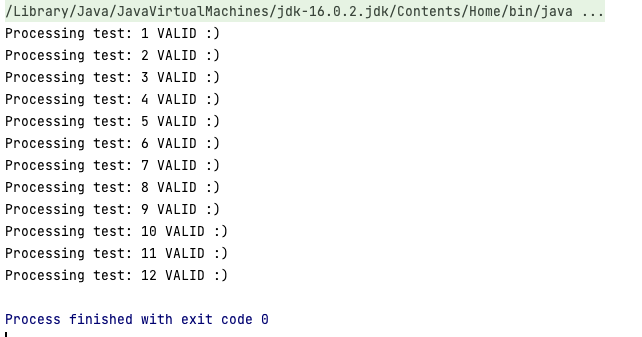 /Library/Java/JavaVirtualMachines/jdk-16.0.2.jdk/Contents/Home/bin/java ...
Processing test: 1 VALID :)
Processing test: 2 VALID :)
Processing test: 3 VALID :)
Processing test: 4 VALID :)
Processing test: 5 VALID :)
Processing test: 6 VALID :)
Processing test: 7 VALID :)
Processing test: 8 VALID :)
Processing test: 9 VALID :)
Processing test: 10 VALID :)
Processing test: 11 VALID :)
Processing test: 12 VALID :)
Process finished with exit code 0